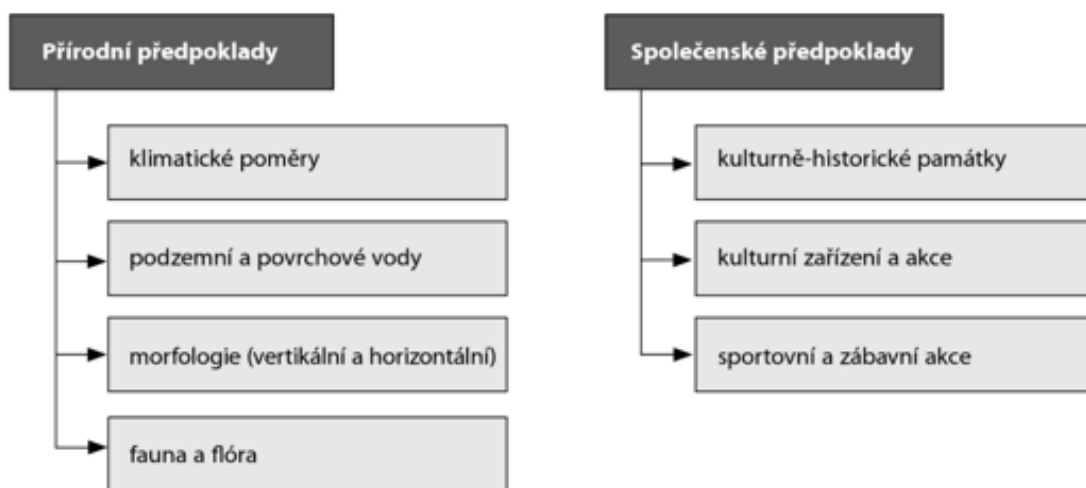 Přírodní předpoklady
klimatické poměry
podzemní a povrchové vody
morfologie (vertikální a horizontální)
fauna a flóra
Společenské předpoklady
kulturně-historické památky
kulturní zařízení a akce
sportovní a zábavní akce